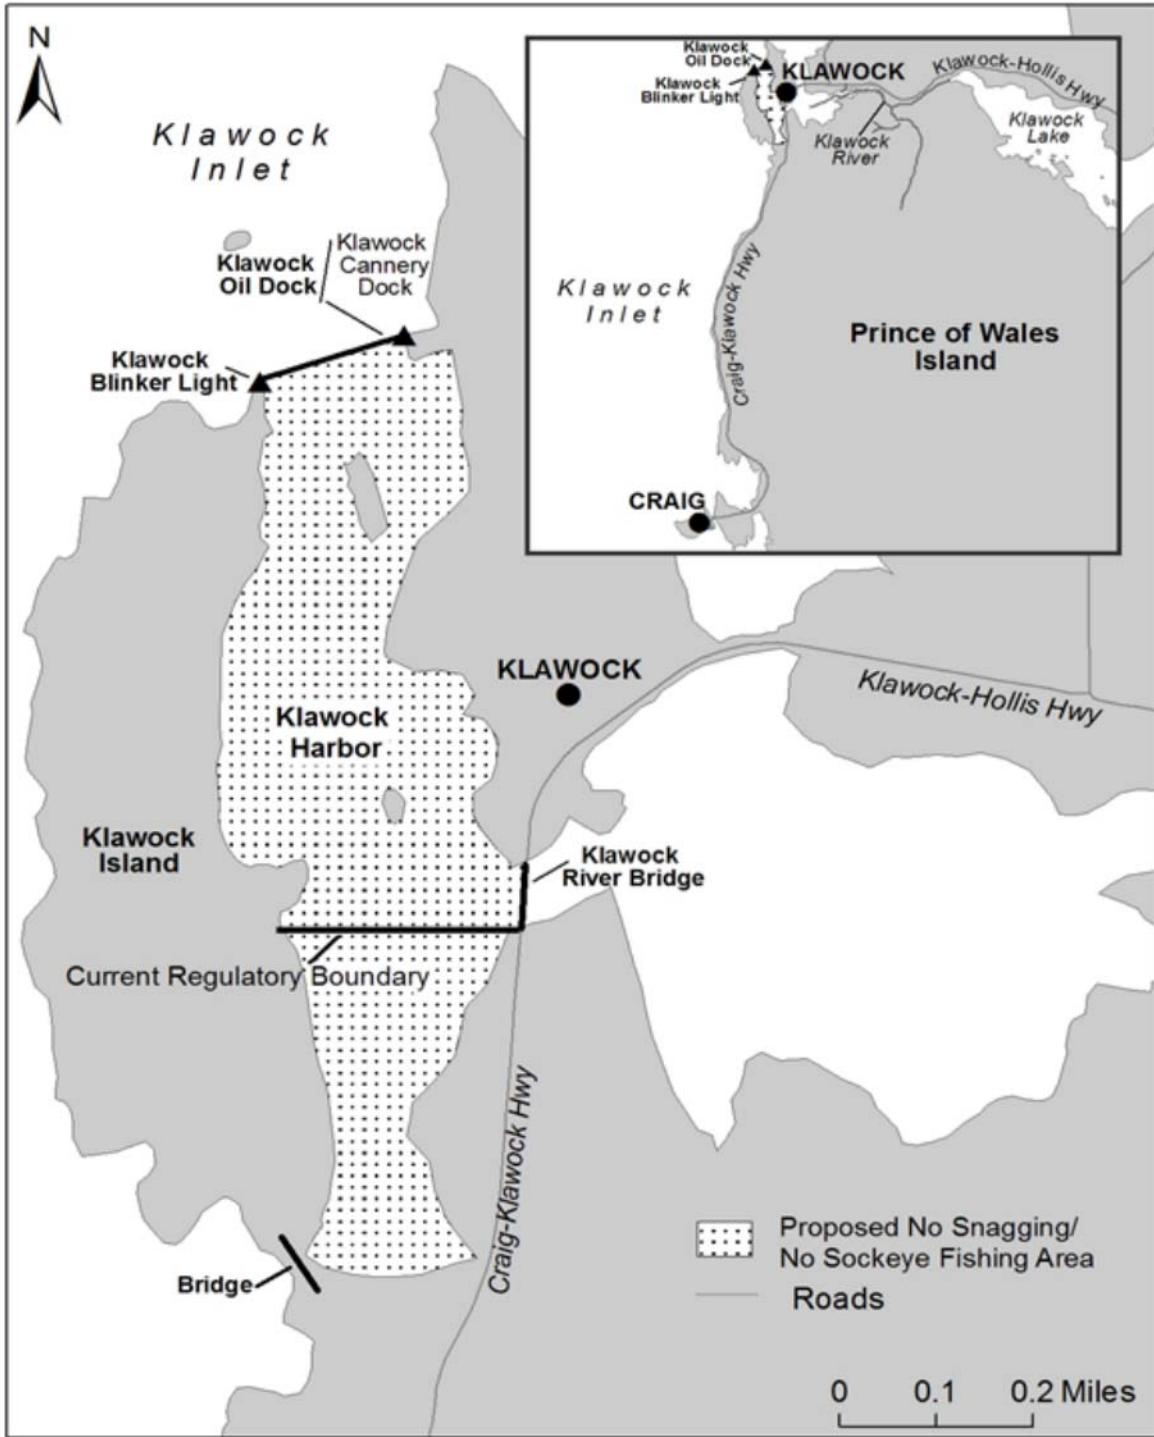 N
Klawock
Inlet
Klawock
Oil Dock
Klawock
Cannery
Dock
Klawock
Blinker Light
Klawock
Harbor
KLAWOCK
Klawock-Hollis Hwy
Klawock
Island
Klawock
River Bridge
Current Regulatory Boundary
Craig-Klawock Hwy
Bridge
Proposed No Snagging/
No Sockeye Fishing Area
Roads
0 0.1 0.2 Miles
Klawock
Oil Dock
KLAWOCK
Klawock
Blinker Light
Klawock-Hollis Hwy
Klawock
Lake
Klawock
River
Klawock
Inlet
Craig-Klawock Hwy
Prince of Wales
Island
CRAIG